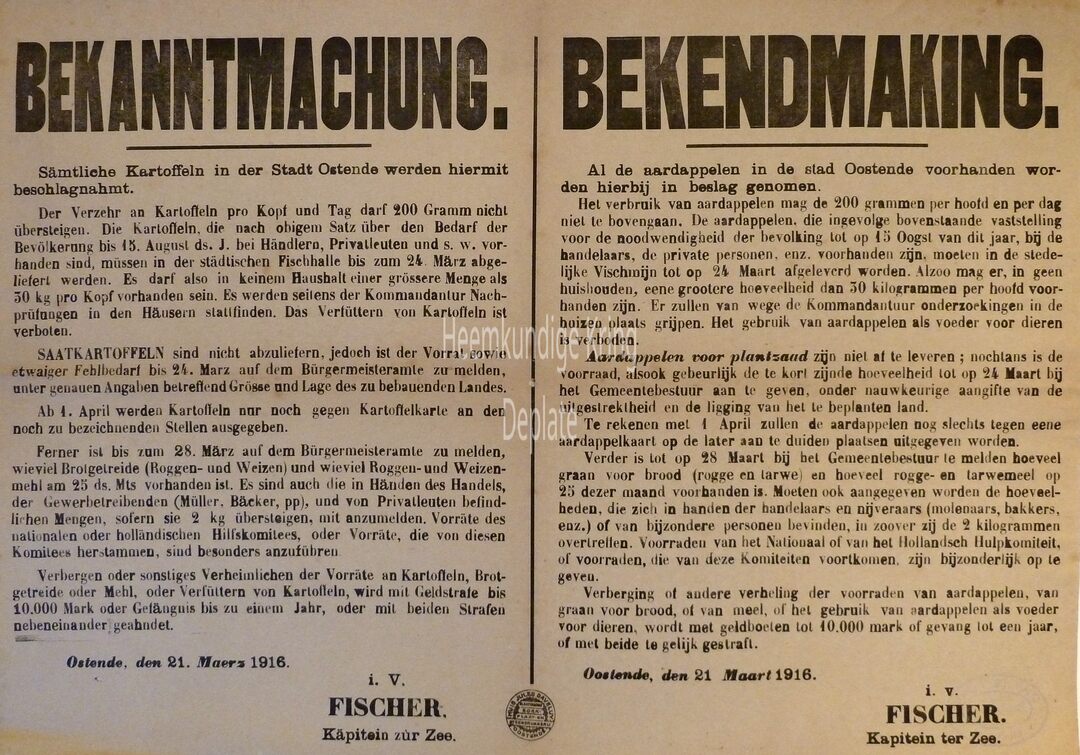 BEKANNTMACHUNG.
Sämtliche Kartoffeln in der Stadt Ostende werden hiermit
beschlagnahmt.
Der Verzehr an Kartoffeln pro Kopf und Tag darf 200 Gramm nicht
übersteigen. Die Kartoffeln, die nach obigem Satz über den Bedarf der
Bevölkerung bis 15. August ds. J. bei Händlern, Privatleuten und s. w. vor-
handen sind, müssen in der städtischen Fischhalle bis zum 24. März abge-
liefert werden. Es darf also in keinem Haushalt einer grössere Menge als
30 kg pro Kopf vorhanden sein. Es werden seitens der Kommandantur Nach-
prüfungen in den Häusern stattfinden. Das Verfüttern von Kartoffeln ist
verboten.
SAATKARTOFFELN sind nicht abzuliefern, jedoch ist der Vorrat sowie
etwaiger Fehlbedarf bis 24. Marz auf dem Bürgermeisteramte zu melden,
unter genauen Angaben betreffend Grösse und Lage des zu bebauenden Landes.
Ab 1. April werden Kartoffeln nur noch gegen Kartoffelkarte an den
noch zu bezeichnenden Stellen ausgegeben.
Ferner ist bis zum 28. März auf dem Bürgermeisteramte zu melden,
wieviel Brotgetreide (Roggen- und Weizen) und wieviel Roggen- und Weizen-
mehl am 25 ds. Mts vorhanden ist. Es sind auch die in Händen des Handels,
der Gewerbetreibenden (Müller, Bäcker, pp), und von Privatleuten befind-
lichen Mengen, sofern sie 2 kg übersteigen, mit anzumelden. Vorräte des
nationalen oder holländischen Hilfskomitees, oder Vorräte, die von diesen
Komitees herstammen, sind besonders anzuführen
Verbergen oder sonstiges Verheimlichen der Vorräte an Kartoffeln, Brot-
getreide oder Mehl, oder Verfüttern von Kartoffeln, wird mit Geldstrafe bis
10.000 Mark oder Gefängnis bis zu einem Jahr, oder mit beiden Strafen
nebeneinander geahndet.
Ostende, den 21. Maerz 1916.
i. V.
FISCHER,
Käpitein zür Zee.
BEKENDMAKING.
Al de aardappelen in de stad Oostende voorhanden wor-
den hierbij in beslag genomen.
Het verbruik van aardappelen mag de 200 grammen per hoofd en per dag
niet te bovengaan. De aardappelen, die ingevolge bovenstaande vaststelling
voor de noodwendigheid der bevolking tot op 15 Oogst van dit jaar, bij de
handelaars, de private personen, enz. voorhanden zijn, moeten in de stede-
lijke Vischmijn tot op 24 Maart afgeleverd worden. Alzoo mag er, in geen
huishouden, eene grootere hoeveelheid dan 30 kilogrammen per hoofd voor-
handen zijn. Er zullen van wege de Kommandantuur onderzoekingen in de
huizen plaats grijpen. Het gebruik van aardappelen als voeder voor dieren
is verboden.
Aardappelen voor plantzaad zijn niet af te leveren ; nochtans is de
voorraad, alsook gebeurlijk de te kort zijnde hoeveelheid tot op 24 Maart bij
het Gemeentebestuur aan te geven, onder nauwkeurige aangifte van de
uitgestrektheid en de ligging van het te beplanten land.
Te rekenen met 1 April zullen de aardappelen nog slechts tegen eene
aardappelkaart op de later aan te duiden plaatsen uitgegeven worden.
Verder is tot op 28 Maart bij het Gemeentebestuur te melden hoeveel
graan voor brood (rogge en tarwe) en hoeveel rogge- en tarwemeel op
25 dezer maand voorhanden is. Moeten ook aangegeven worden de hoeveel-
heden, die zich in handen der handelaars en nijveraars (molenaars, bakkers,
enz.) of van bijzondere personen bevinden, in zoover zij de 2 kilogrammen
overtreffen. Voorraden van het Nationaal of van het Hollandsch Hulpkomiteit,
of voorraden, die van deze Komiteiten voortkomen, zijn bijzonderlijk op te
geven.
Verberging of andere verheling der voorraden van aardappelen, van
graan voor brood, of van meel, of het gebruik van aardappelen als voeder
voor dieren, wordt met geldboeten tot 10.000 mark of gevang tot een jaar,
of met beide te gelijk gestraft.
Oostende, den 21 Maart 1916.
i. v.
FISCHER.
Kapitein ter Zee.
Heemkundige Kring
Deplate